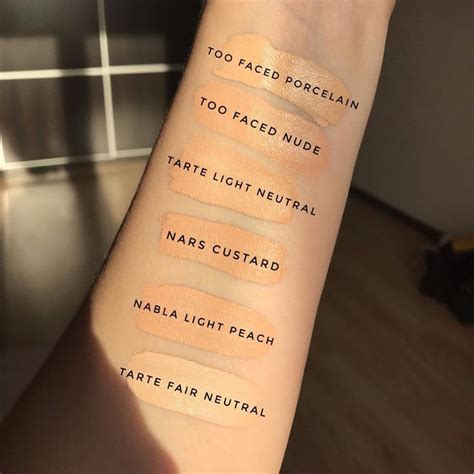 TOO FACED PORCELAIN
TOO FACED NUDE
TARTE LIGHT NEUTRAL
NARS CUSTARD
NABLA LIGHT PEACH
TARTE FAIR NEUTRAL